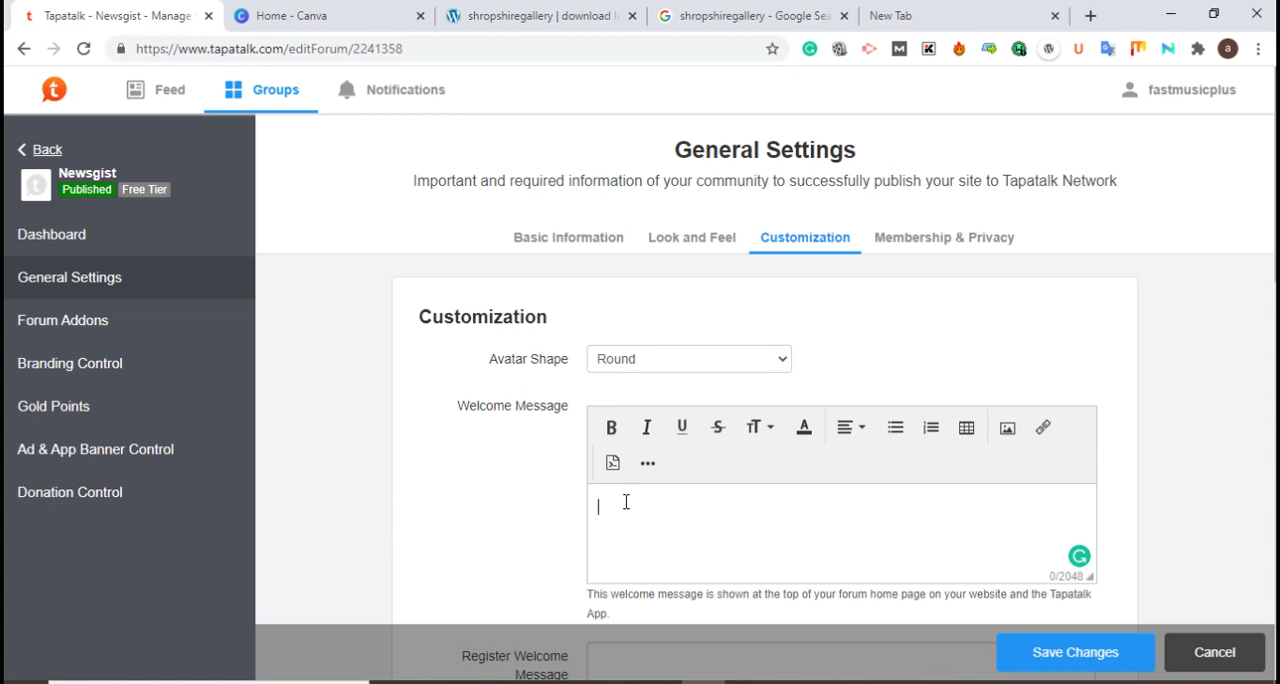 Tapatalk - Newsgist - Manage
Home - Canva
shropshiregallery | download
shropshiregallery - Google Sea
New Tab
https://www.tapatalk.com/editForum/2241358
Feed
Groups
Notifications
fastmusicplus
Back
Newsgist
Published
Free Tier
Dashboard
General Settings
Forum Addons
Branding Control
Gold Points
Ad & App Banner Control
Donation Control
General Settings
Important and required information of your community to successfully publish your site to Tapatalk Network
Basic Information
Look and Feel
Customization
Membership & Privacy
Customization
Avatar Shape
Round
Welcome Message
0/2048
This welcome message is shown at the top of your forum home page on your website and the Tapatalk
App.
Register Welcome
Message
Save Changes
Cancel